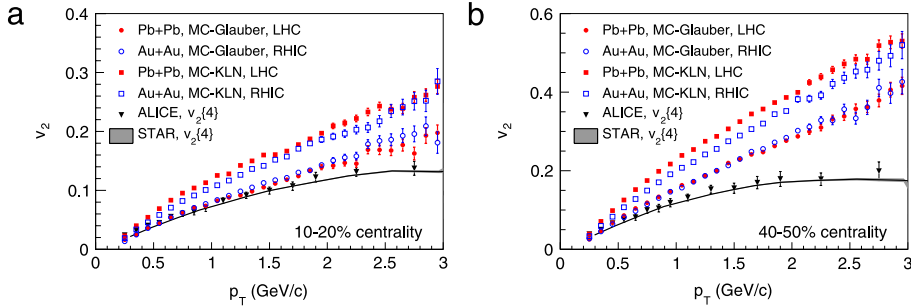 a
Pb+Pb, MC-Glauber, LHC
Au+Au, MC-Glauber, RHIC
Pb+Pb, MC-KLN, LHC
Au+Au, MC-KLN, RHIC
ALICE, v₂{4}
STAR, v₂{4}
0.4
0.3
0.2
0.1
0
v₂
10-20% centrality
0 0.5 1 1.5 2 2.5 3
p_T (GeV/c)
b
Pb+Pb, MC-Glauber, LHC
Au+Au, MC-Glauber, RHIC
Pb+Pb, MC-KLN, LHC
Au+Au, MC-KLN, RHIC
ALICE, v₂{4}
STAR, v₂{4}
0.6
0.4
0.2
0
v₂
40-50% centrality
0 0.5 1 1.5 2 2.5 3
p_T (GeV/c)